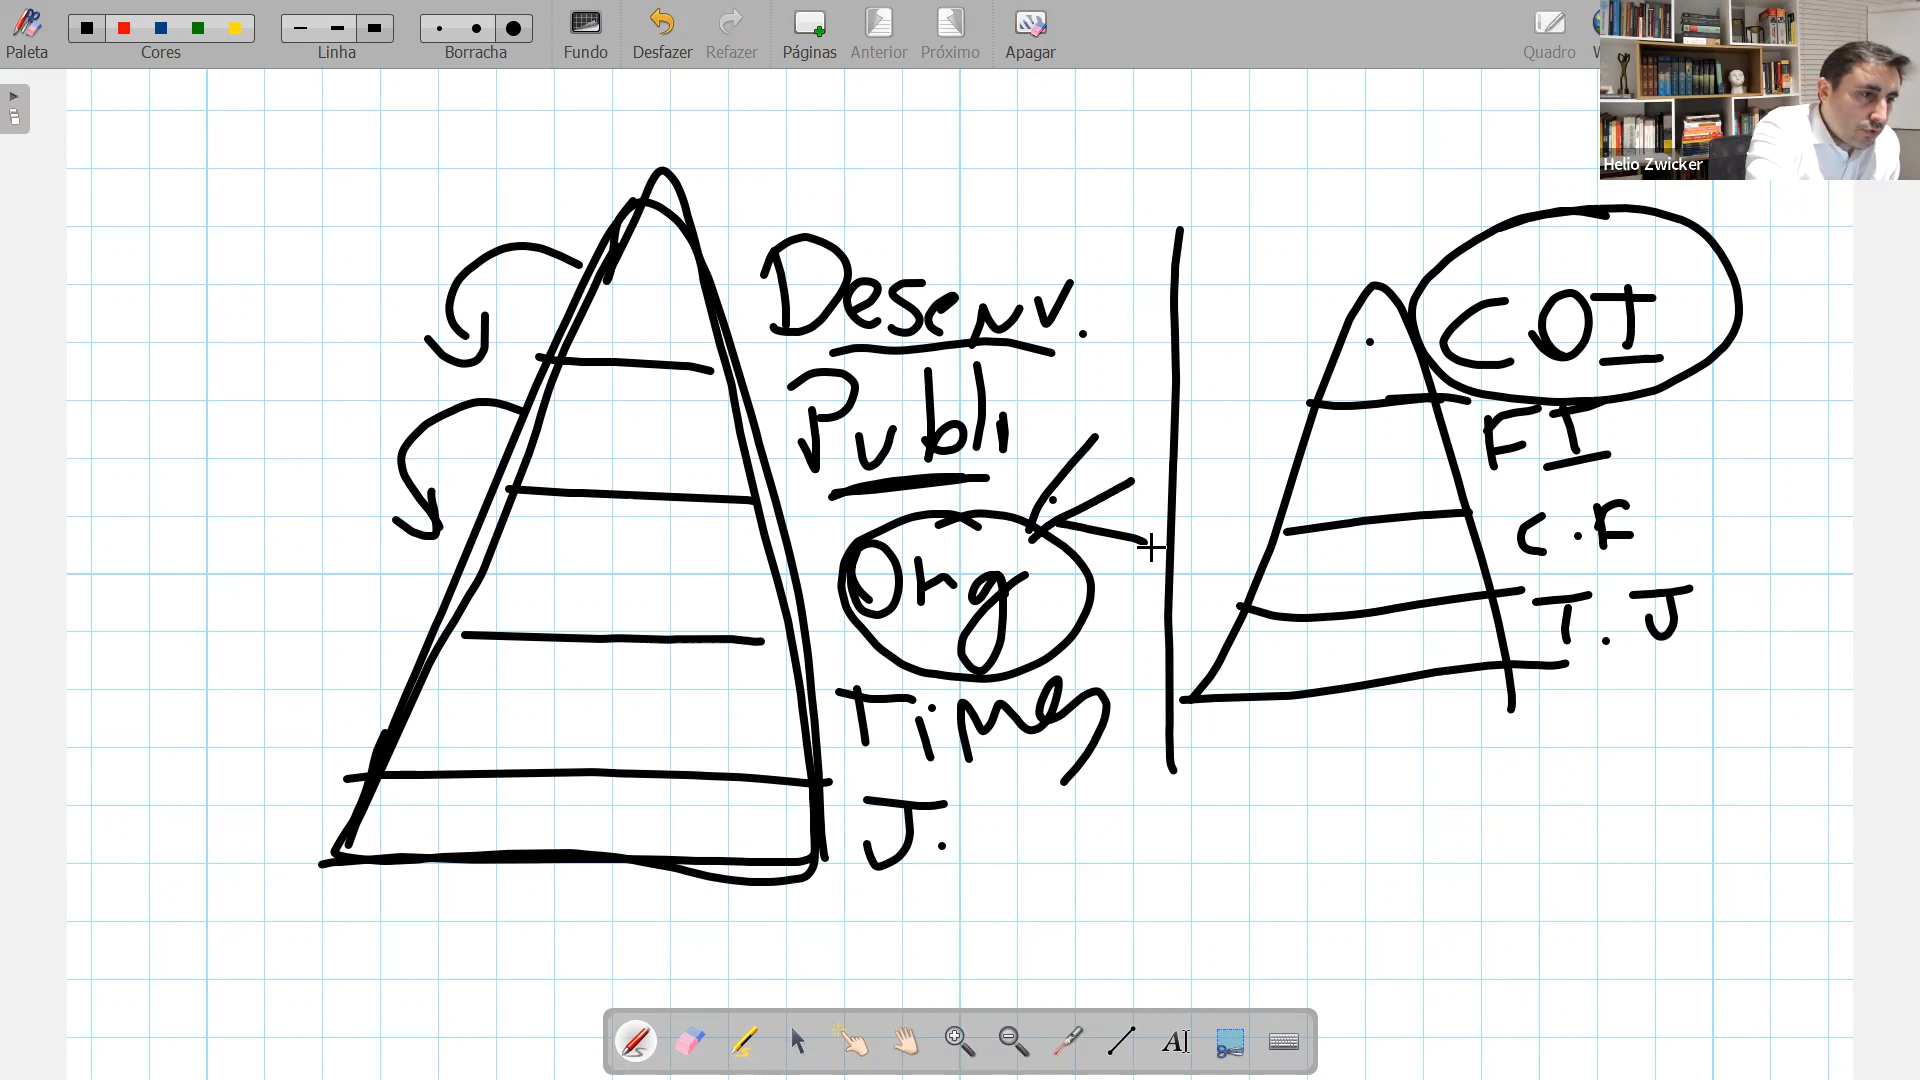 Paleta
Cores
Linha
Borracha
Fundo
Desfazer
Refazer
Páginas
Anterior
Próximo
Apagar
Quadro
Helio Zwicker
Desenv.
Publi
Org
Times
J.
COI
FI
C.F
T.J
AI